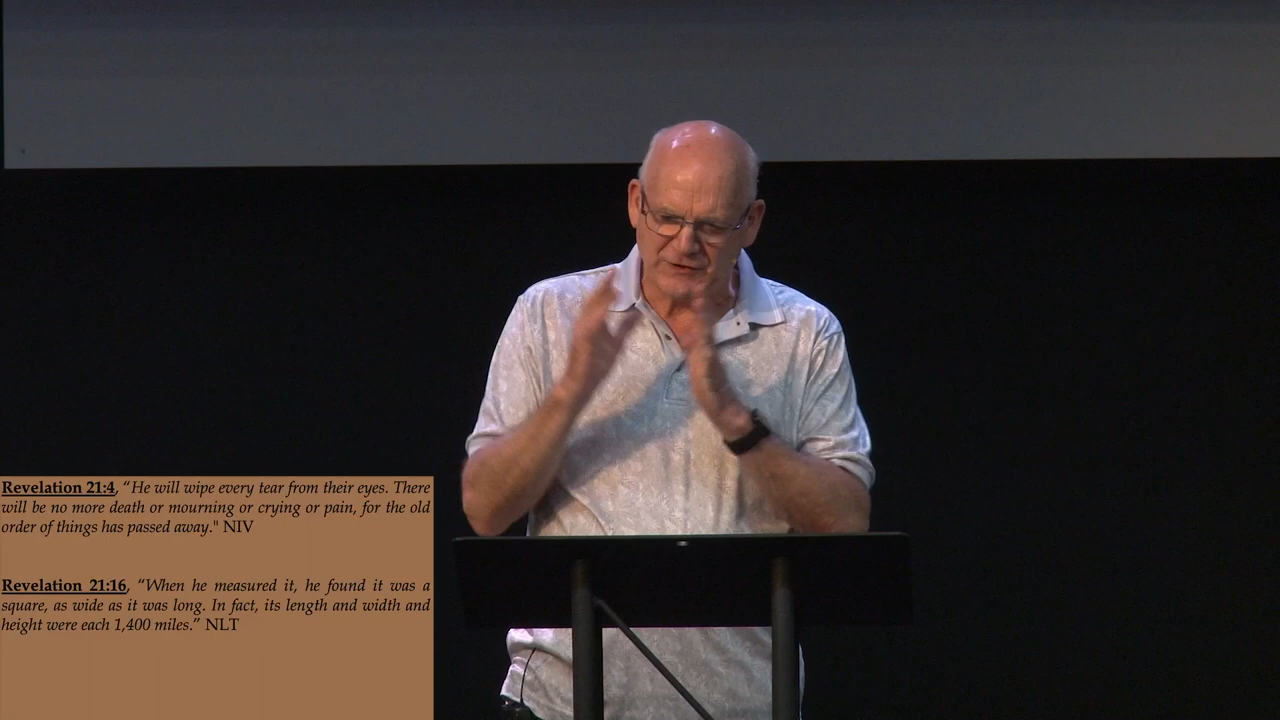 Revelation 21:4, “He will wipe every tear from their eyes. There
will be no more death or mourning or crying or pain, for the old
order of things has passed away." NIV
Revelation 21:16, “When he measured it, he found it was a
square, as wide as it was long. In fact, its length and width and
height were each 1,400 miles.” NLT